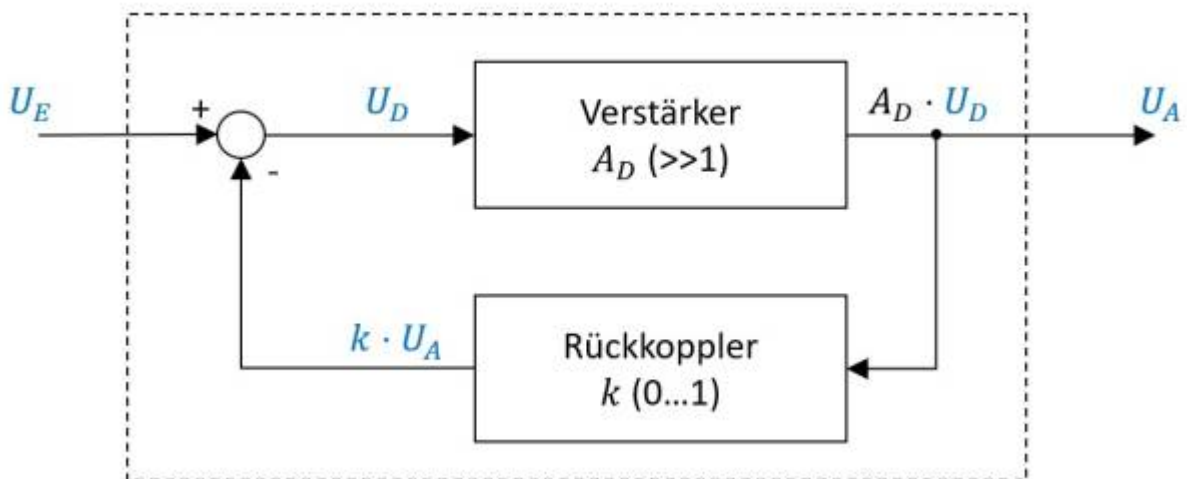 U_E
+
-
U_D
Verstärker
A_D (>>1)
A_D · U_D
U_A
k · U_A
Rückkoppler
k (0...1)